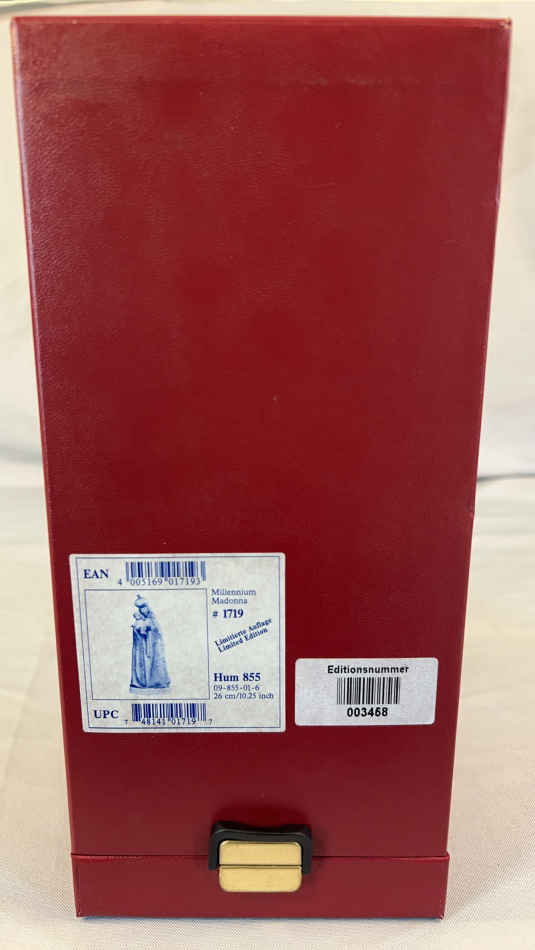 EAN
4 005169 017193
Millennium
Madonna
# 1719
Limitierte Auflage
Limited Edition
Hum 855
09-855-01-6
26 cm/10.25 inch
UPC
7 48141 01719 7
Editionsnummer
003468